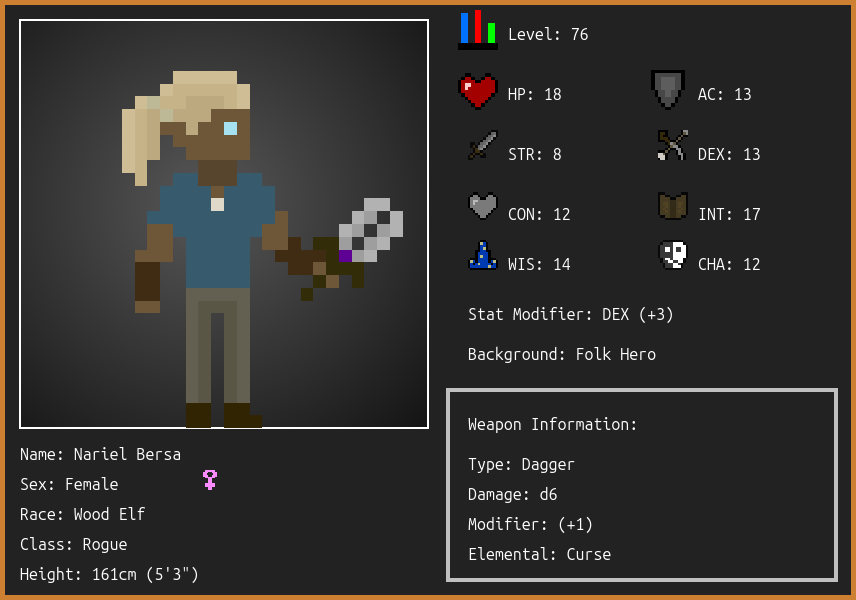 Level: 76
HP: 18
AC: 13
STR: 8
DEX: 13
CON: 12
INT: 17
WIS: 14
CHA: 12
Stat Modifier: DEX (+3)
Background: Folk Hero
Weapon Information:
Type: Dagger
Damage: d6
Modifier: (+1)
Elemental: Curse
Name: Nariel Bersa
Sex: Female
Race: Wood Elf
Class: Rogue
Height: 161cm (5'3")